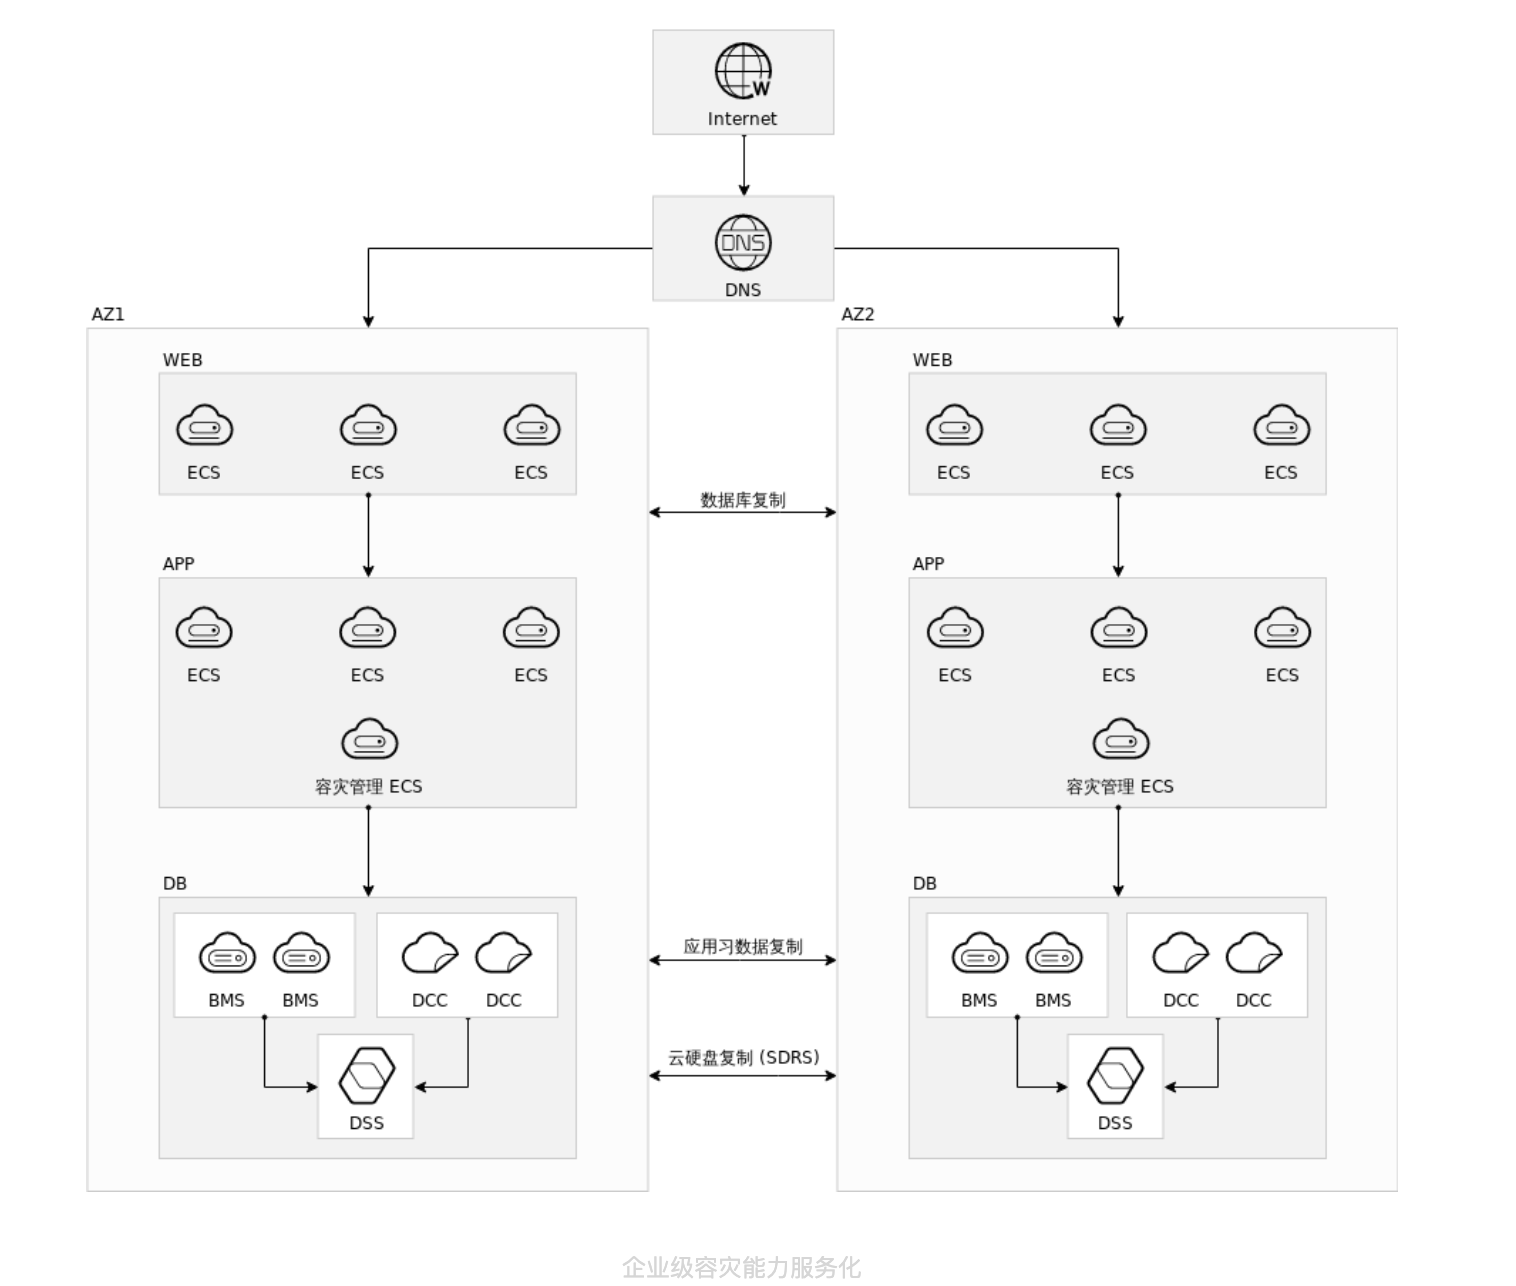 W
Internet
DNS
DNS
AZ1
AZ2
WEB
WEB
ECS ECS ECS
ECS ECS ECS
数据库复制
APP
APP
ECS ECS ECS
ECS ECS ECS
容灾管理 ECS
容灾管理 ECS
DB
DB
应用习数据复制
BMS BMS DCC DCC
BMS BMS DCC DCC
云硬盘复制 (SDRS)
DSS
DSS
企业级容灾能力服务化